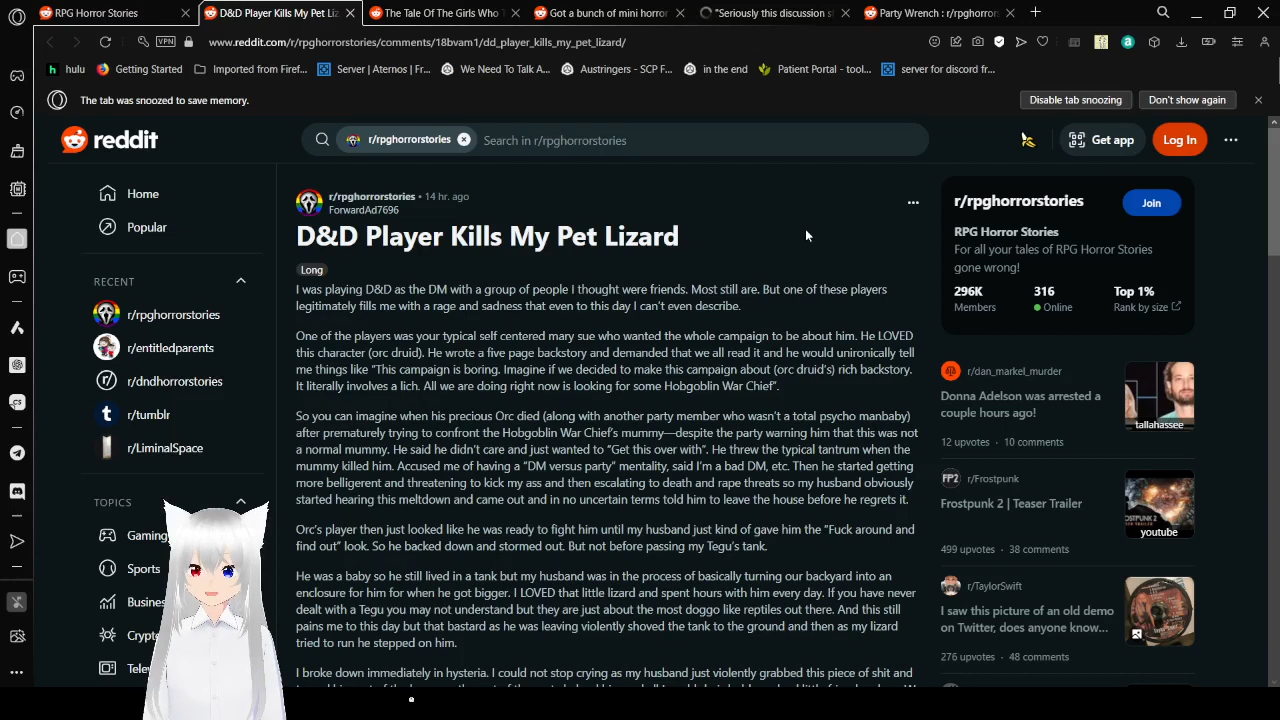 RPG Horror Stories
D&D Player Kills My Pet Liz
The Tale Of The Girls Who T
Got a bunch of mini horror
"Seriously this discussion s
Party Wrench : r/rpghorrors
VPN
www.reddit.com/r/rpghorrorstories/comments/18bvam1/dd_player_kills_my_pet_lizard/
hulu
Getting Started
Imported from Firef...
Server | Aternos | Fr...
We Need To Talk A...
Austringers - SCP F...
in the end
Patient Portal - tool...
server for discord fr...
The tab was snoozed to save memory.
Disable tab snoozing
Don't show again
reddit
r/rpghorrorstories
Search in r/rpghorrorstories
Get app
Log In
Home
Popular
RECENT
r/rpghorrorstories
r/entitledparents
r/dndhorrorstories
r/tumblr
r/LiminalSpace
TOPICS
Gaming
Sports
Busines
Crypt
Tele
r/rpghorrorstories • 14 hr. ago
ForwardAd7696
D&D Player Kills My Pet Lizard
Long
I was playing D&D as the DM with a group of people I thought were friends. Most still are. But one of these players
legitimately fills me with a rage and sadness that even to this day I can't even describe.
One of the players was your typical self centered mary sue who wanted the whole campaign to be about him. He LOVED
this character (orc druid). He wrote a five page backstory and demanded that we all read it and he would unironically tell
me things like "This campaign is boring. Imagine if we decided to make this campaign about (orc druid's) rich backstory.
It literally involves a lich. All we are doing right now is looking for some Hobgoblin War Chief".
So you can imagine when his precious Orc died (along with another party member who wasn't a total psycho manbaby)
after prematurely trying to confront the Hobgoblin War Chief's mummy—despite the party warning him that this was not
a normal mummy. He said he didn't care and just wanted to "Get this over with". He threw the typical tantrum when the
mummy killed him. Accused me of having a "DM versus party" mentality, said I'm a bad DM, etc. Then he started getting
more belligerent and threatening to kick my ass and then escalating to death and rape threats so my husband obviously
started hearing this meltdown and came out and in no uncertain terms told him to leave the house before he regrets it.
Orc's player then just looked like he was ready to fight him until my husband just kind of gave him the "Fuck around and
find out" look. So he backed down and stormed out. But not before passing my Tegu's tank.
He was a baby so he still lived in a tank but my husband was in the process of basically turning our backyard into an
enclosure for him for when he got bigger. I LOVED that little lizard and spent hours with him every day. If you have never
dealt with a Tegu you may not understand but they are just about the most doggo like reptiles out there. And this still
pains me to this day but that bastard as he was leaving violently shoved the tank to the ground and then as my lizard
tried to run he stepped on him.
I broke down immediately in hysteria. I could not stop crying as my husband just violently grabbed this piece of shit and
r/rpghorrorstories
Join
RPG Horror Stories
For all your tales of RPG Horror Stories
gone wrong!
296K
316
Top 1%
Members
Online
Rank by size
r/dan_markel_murder
Donna Adelson was arrested a
couple hours ago!
tallahassee
12 upvotes • 10 comments
FP2
r/Frostpunk
Frostpunk 2 | Teaser Trailer
OSTPUNK 2
youtube
499 upvotes • 38 comments
r/TaylorSwift
I saw this picture of an old demo
on Twitter, does anyone know...
276 upvotes • 48 comments